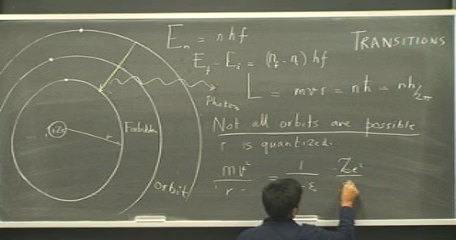 TRANSITIONS
Eₙ = nhf
E_f - E_i = (n_f - n_i) hf
L = mvr = nħ = nh/2π
Photon
Not all orbits are possible
r is quantized.
mv²/r = 1/ε Ze²
+Ze
r
Forbidden
Orbit